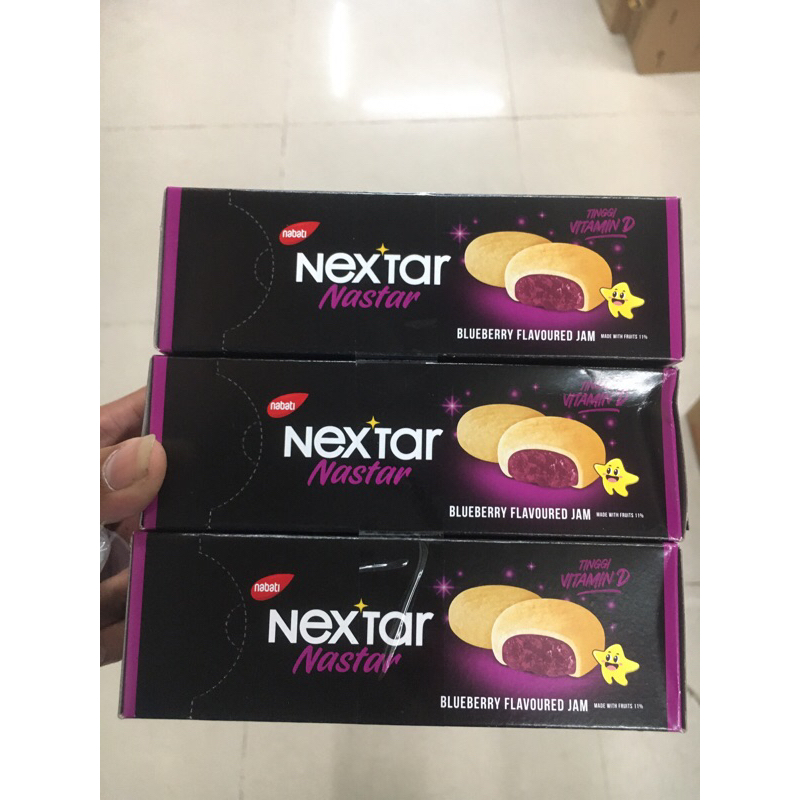 nabati
NEXTAR
Nastar
TINGGI
VITAMIN D
BLUEBERRY FLAVOURED JAM MADE WITH FRUITS 11%
nabati
NEXTAR
Nastar
TINGGI
VITAMIN D
BLUEBERRY FLAVOURED JAM MADE WITH FRUITS 11%
nabati
NEXTAR
Nastar
TINGGI
VITAMIN D
BLUEBERRY FLAVOURED JAM MADE WITH FRUITS 11%